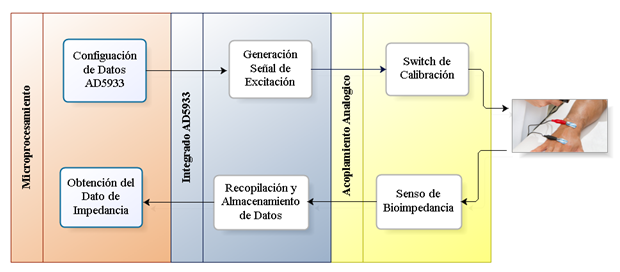 Microprocesamiento
Configuación
de Datos
AD5933
Obtención del
Dato de
Impedancia
Integrado AD5933
Generación
Señal de
Excitación
Recopilación y
Almacenamiento
de Datos
Acoplamiento Analogico
Switch de
Calibración
Senso de
Bioimpedancia